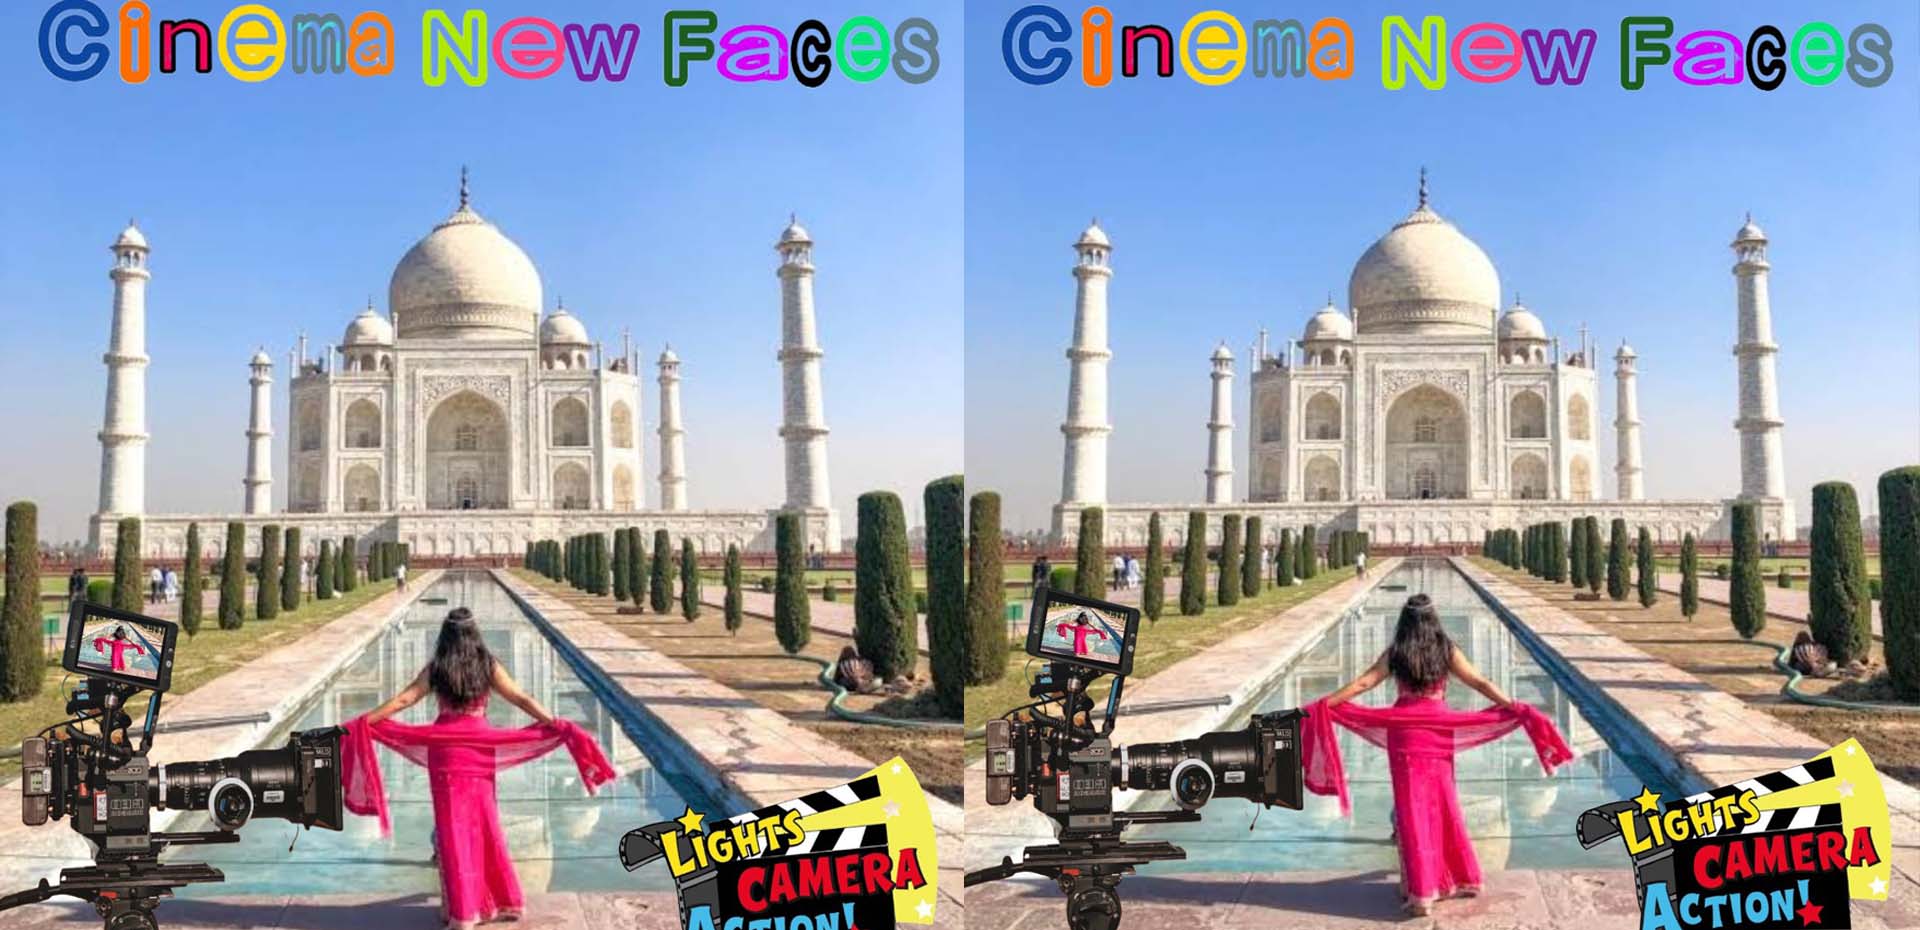 Cinema New Faces
Cinema New Faces
LIGHTS
CAMERA
ACTION!
LIGHTS
CAMERA
ACTION!